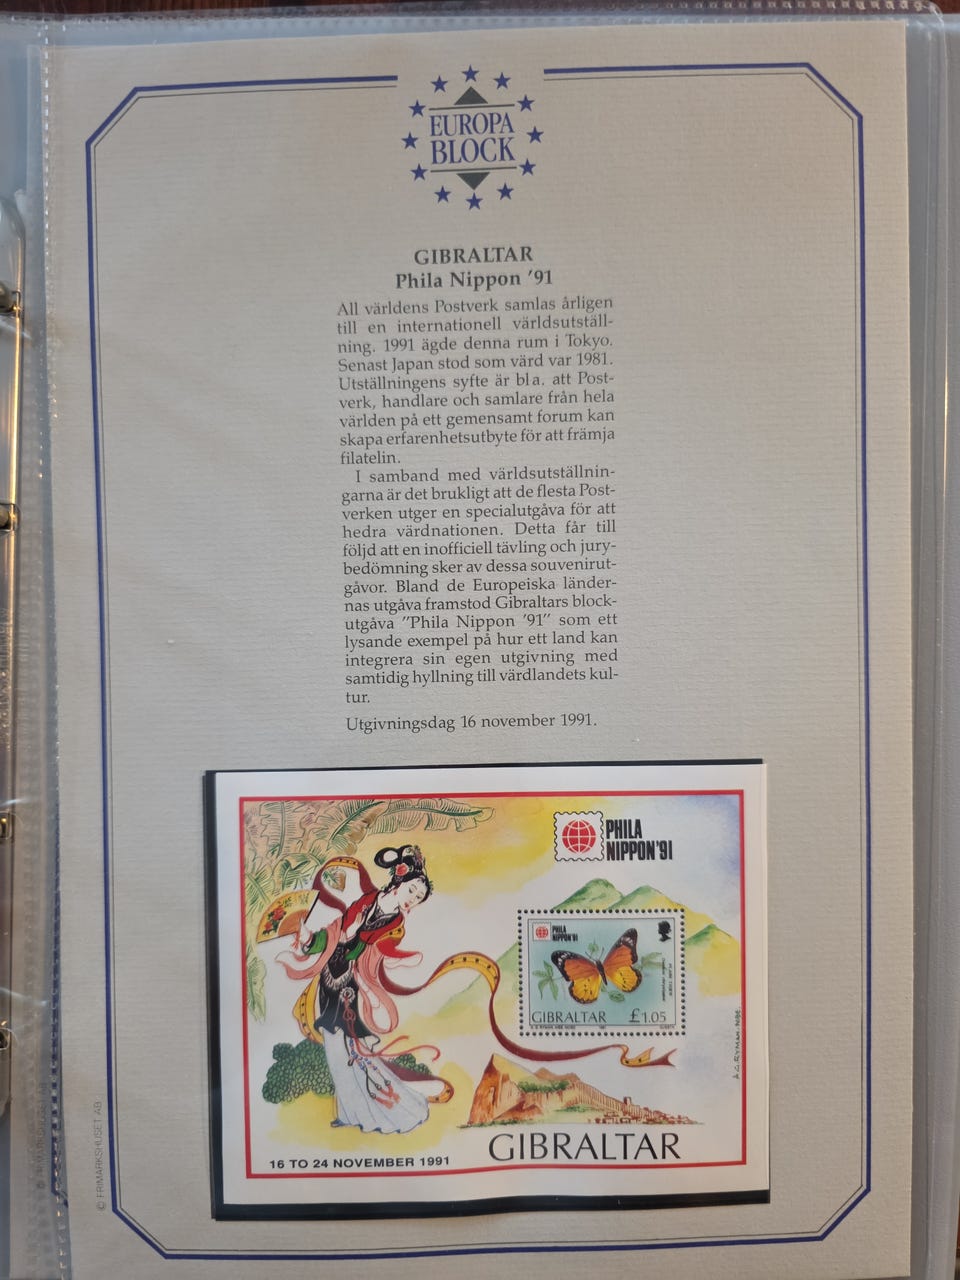 EUROPA
BLOCK
GIBRALTAR
Phila Nippon '91
All världens Postverk samlas årligen
till en internationell världsutställ-
ning. 1991 ägde denna rum i Tokyo.
Senast Japan stod som värd var 1981.
Utställningens syfte är bl a. att Post-
verk, handlare och samlare från hela
världen på ett gemensamt forum kan
skapa erfarenhetsutbyte för att främja
filatelin.
I samband med världsutställnin-
garna är det brukligt att de flesta Post-
verken utger en specialutgåva för att
hedra värdnationen. Detta får till
följd att en inofficiell tävling och jury-
bedömning sker av dessa souvenirut-
gåvor. Bland de Europeiska länder-
nas utgåva framstod Gibraltars block-
utgåva "Phila Nippon '91" som ett
lysande exempel på hur ett land kan
integrera sin egen utgivning med
samtidig hyllning till värdlandets kul-
tur.
Utgivningsdag 16 november 1991.
PHILA
NIPPON'91
PHILA
NIPPON'91
PLAIN TIGER
GIBRALTAR £1.05
A.G. RYMAN MBE
GIBRALTAR
16 TO 24 NOVEMBER 1991
© FRIMÄRKSHUSET AB